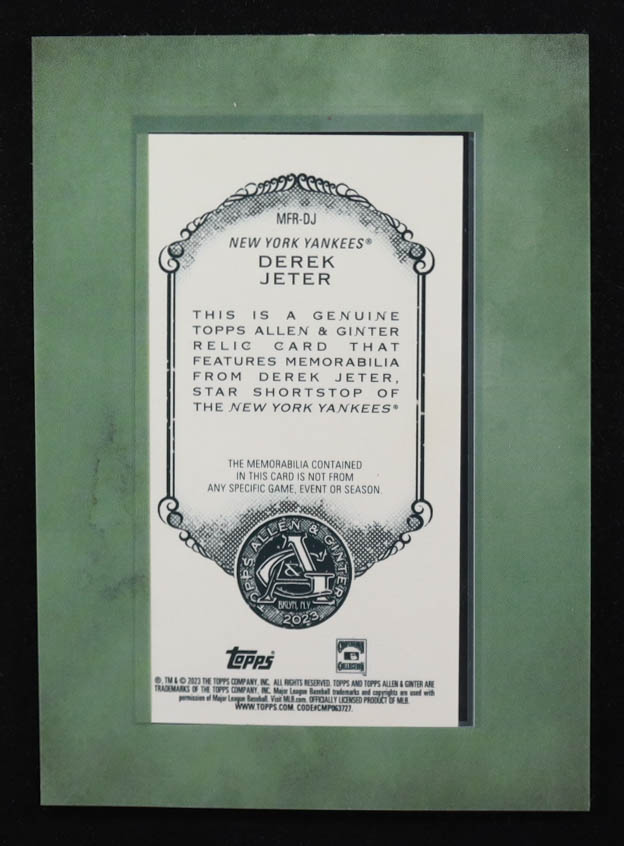 MFR-DJ
NEW YORK YANKEES®
DEREK
JETER
THIS IS A GENUINE
TOPPS ALLEN & GINTER
RELIC CARD THAT
FEATURES MEMORABILIA
FROM DEREK JETER,
STAR SHORTSTOP OF
THE NEW YORK YANKEES®
THE MEMORABILIA CONTAINED
IN THIS CARD IS NOT FROM
ANY SPECIFIC GAME, EVENT OR SEASON.
TOPPS ALLEN & GINTER
A&G
BKLYN, N.Y.
2023
topps®
COOPERSTOWN
COLLECTION
®, TM & © 2023 THE TOPPS COMPANY, INC. ALL RIGHTS RESERVED. TOPPS AND TOPPS ALLEN & GINTER ARE
TRADEMARKS OF THE TOPPS COMPANY, INC. Major League Baseball trademarks and copyrights are used with
permission of Major League Baseball. Visit MLB.com. OFFICIALLY LICENSED PRODUCT OF MLB.
WWW.TOPPS.COM. CODE#CMP063727.